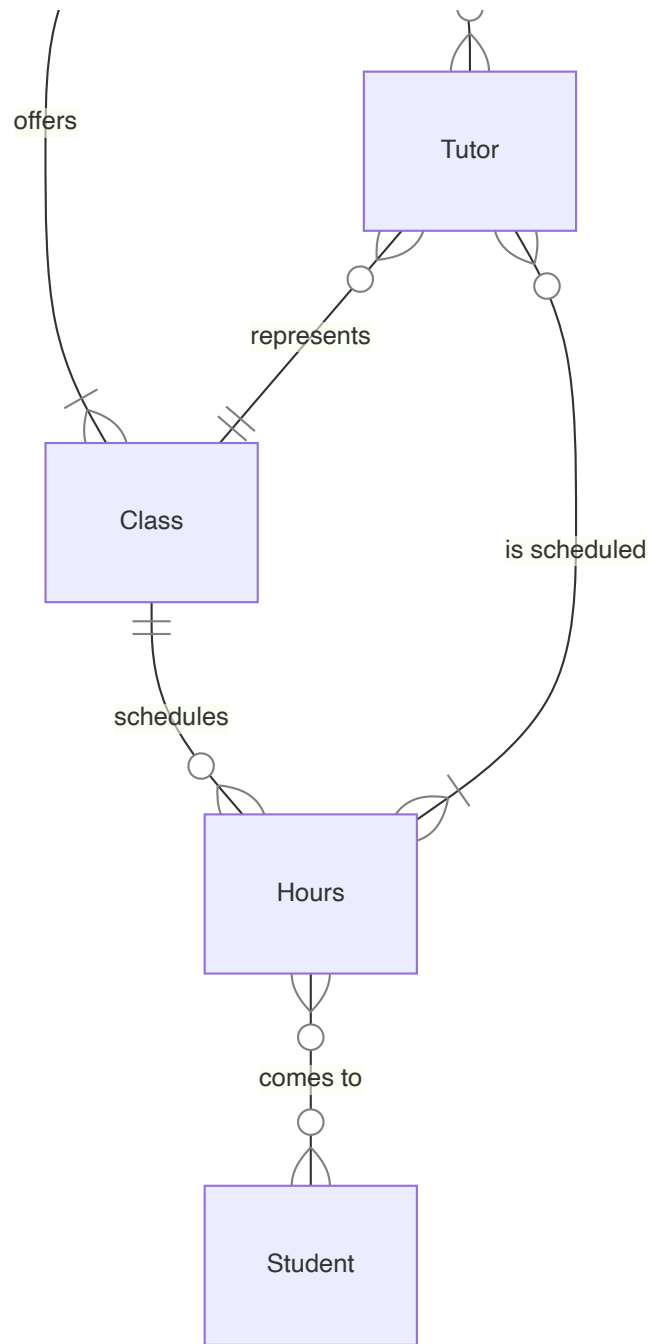 offers
Tutor
represents
Class
is scheduled
schedules
Hours
comes to
Student